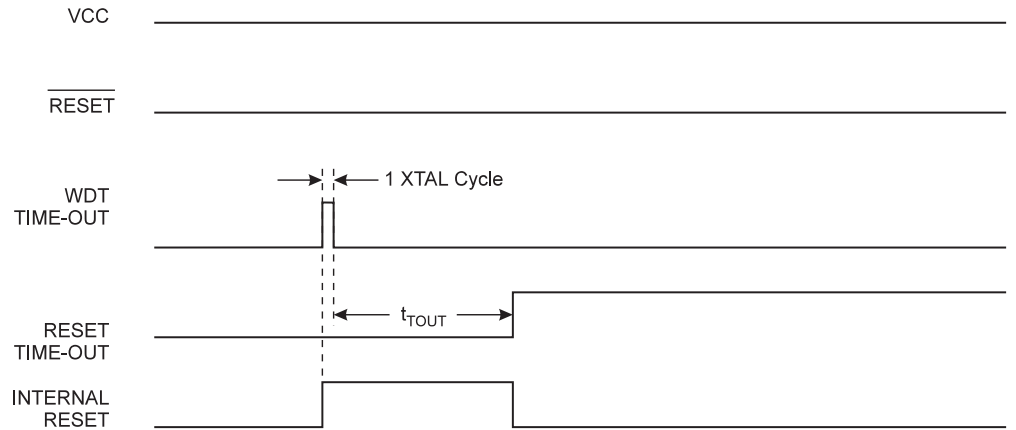 VCC
RESET
1 XTAL Cycle
WDT
TIME-OUT
tTOUT
RESET
TIME-OUT
INTERNAL
RESET